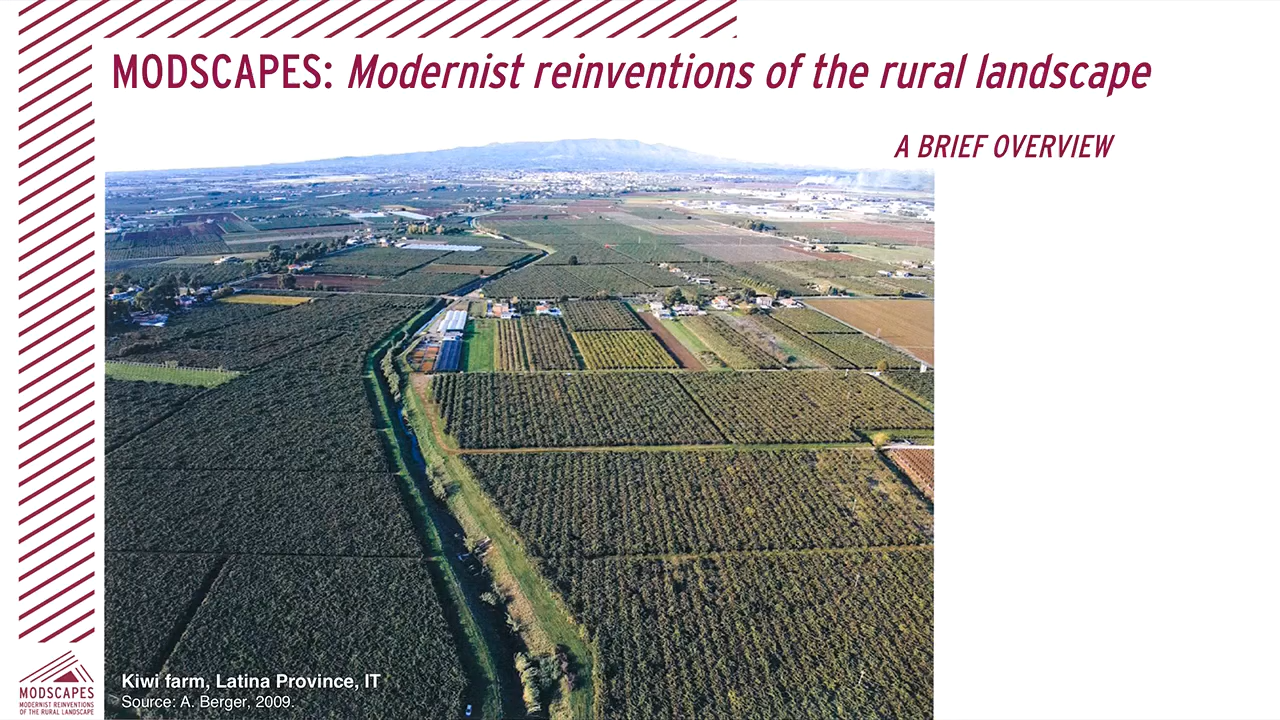 MODSCAPES: Modernist reinventions of the rural landscape
A BRIEF OVERVIEW
Kiwi farm, Latina Province, IT
Source: A. Berger, 2009.
MODSCAPES
MODERNIST REINVENTIONS
OF THE RURAL LANDSCAPE